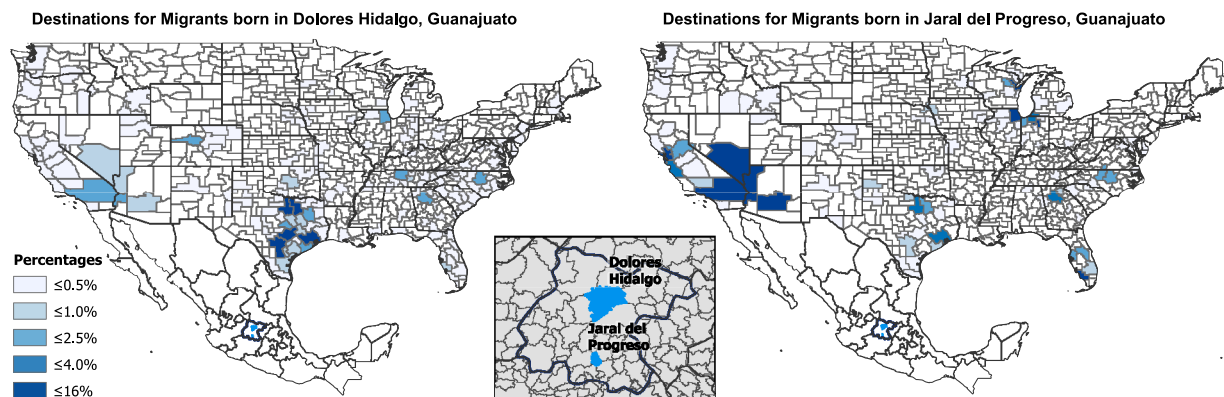 Destinations for Migrants born in Dolores Hidalgo, Guanajuato
Destinations for Migrants born in Jaral del Progreso, Guanajuato
Percentages
≤0.5%
≤1.0%
≤2.5%
≤4.0%
≤16%
Dolores
Hidalgo
Jaral del
Progreso